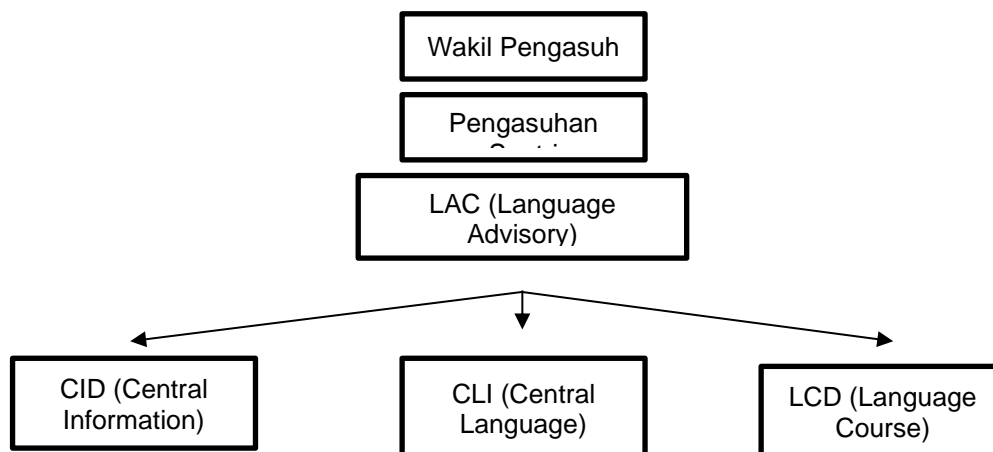 Wakil Pengasuh
Pengasuhan
LAC (Language
Advisory)
CID (Central
Information)
CLI (Central
Language)
LCD (Language
Course)